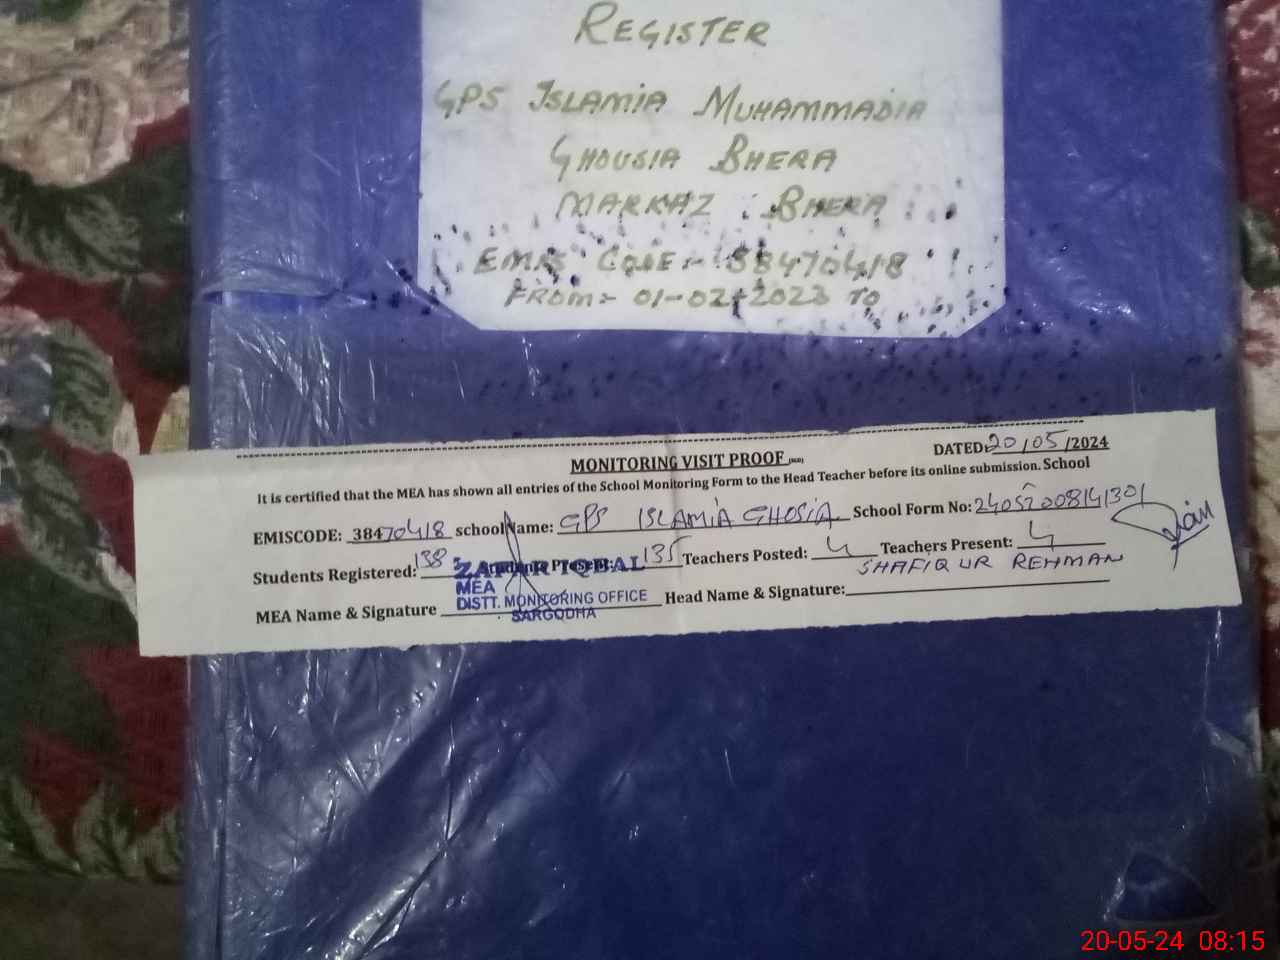 REGISTER
GPS ISLAMIA MUHAMMADIA
GHOUSIA BHERA
MARKAZ : BHERA
EMIS CODE:- 38470418
FROM:- 01-02-2023 TO
MONITORING VISIT PROOF
DATED: 20/05/2024
It is certified that the MEA has shown all entries of the School Monitoring Form to the Head Teacher before its online submission. School
EMISCODE: 38470418 school Name: GPS ISLAMIA GHOSIA School Form No: 24052008141301
Students Registered: 138 Students Present: 135 Teachers Posted: 4 Teachers Present: 4
ZAFAR IQBAL
SHAFIQ UR REHMAN
MEA
MEA Name & Signature Head Name & Signature:
DISTT. MONITORING OFFICE
SARGODHA
20-05-24 08:15